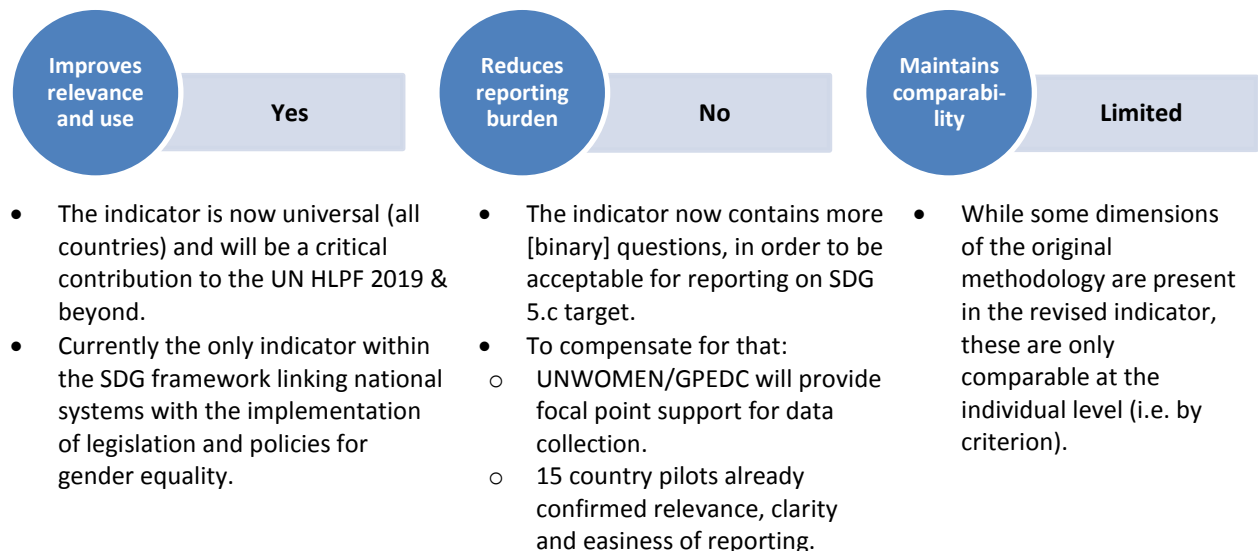 Improves
relevance
and use
Yes
• The indicator is now universal (all
countries) and will be a critical
contribution to the UN HLPF 2019 &
beyond.
• Currently the only indicator within
the SDG framework linking national
systems with the implementation
of legislation and policies for
gender equality.
Reduces
reporting
burden
No
• The indicator now contains more
[binary] questions, in order to be
acceptable for reporting on SDG
5.c target.
• To compensate for that:
o UNWOMEN/GPEDC will provide
focal point support for data
collection.
o 15 country pilots already
confirmed relevance, clarity
and easiness of reporting.
Maintains
comparabi-
lity
Limited
• While some dimensions
of the original
methodology are present
in the revised indicator,
these are only
comparable at the
individual level (i.e. by
criterion).